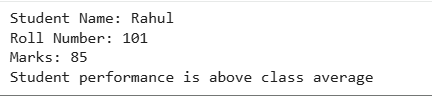 Student Name: Rahul
Roll Number: 101
Marks: 85
Student performance is above class average